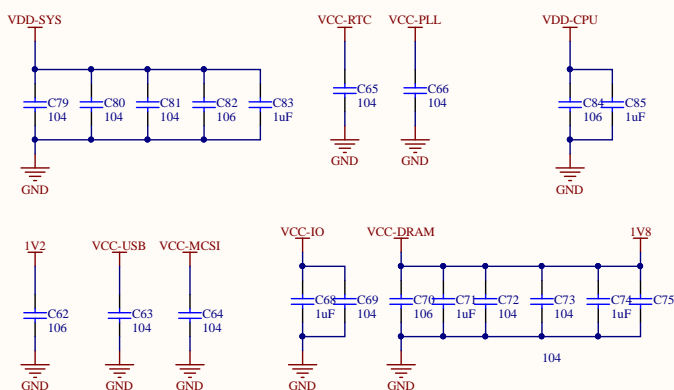 VDD-SYS
VCC-RTC
VCC-PLL
VDD-CPU
C79
104
C80
104
C81
104
C82
106
C83
1uF
C65
104
C66
104
C84
106
C85
1uF
GND
GND
GND
GND
1V2
VCC-USB
VCC-MCSI
VCC-IO
VCC-DRAM
1V8
C62
106
C63
104
C64
104
C68
1uF
C69
104
C70
106
C71
1uF
C72
104
C73
104
C74
1uF
C75
104
GND
GND
GND
GND
GND